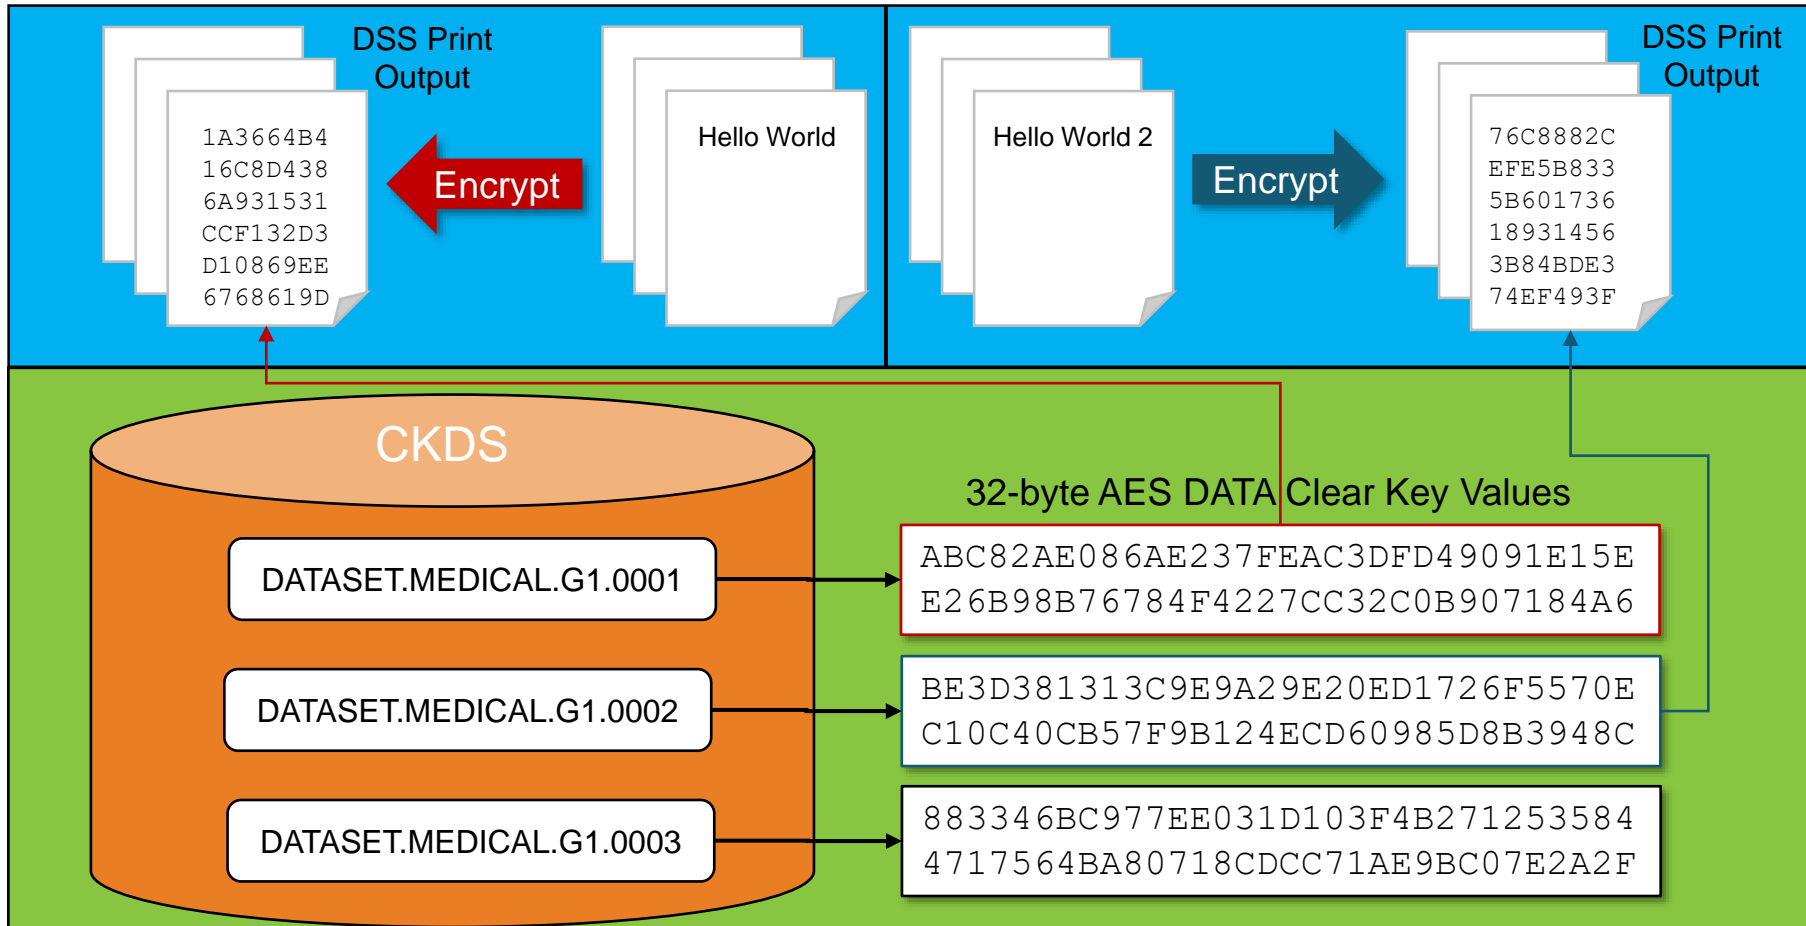 DSS Print
Output
1A3664B4
16C8D438
6A931531
CCF132D3
D10869EE
6768619D
Encrypt
Hello World
Hello World 2
Encrypt
DSS Print
Output
76C8882C
EFE5B833
5B601736
18931456
3B84BDE3
74EF493F
CKDS
32-byte AES DATA Clear Key Values
DATASET.MEDICAL.G1.0001
ABC82AE086AE237FEAC3DFD49091E15E
E26B98B76784F4227CC32C0B907184A6
DATASET.MEDICAL.G1.0002
BE3D381313C9E9A29E20ED1726F5570E
C10C40CB57F9B124ECD60985D8B3948C
DATASET.MEDICAL.G1.0003
883346BC977EE031D103F4B271253584
4717564BA80718CDCC71AE9BC07E2A2F